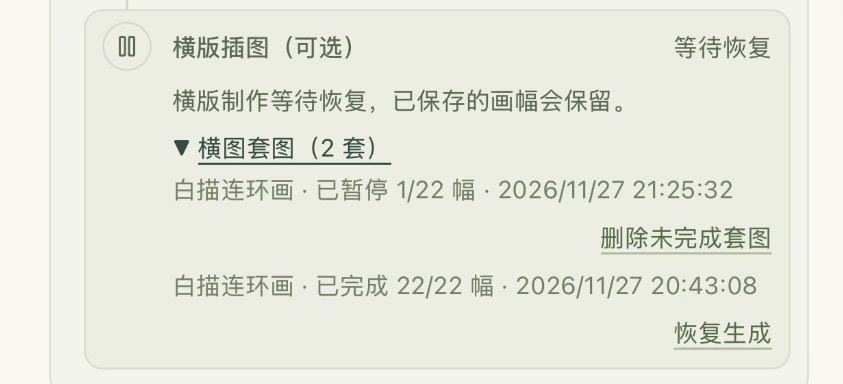 横版插图（可选）
等待恢复
横版制作等待恢复，已保存的画幅会保留。
▼ 横图套图（2 套）
白描连环画 · 已暂停 1/22 幅 · 2026/11/27 21:25:32
删除未完成套图
白描连环画 · 已完成 22/22 幅 · 2026/11/27 20:43:08
恢复生成